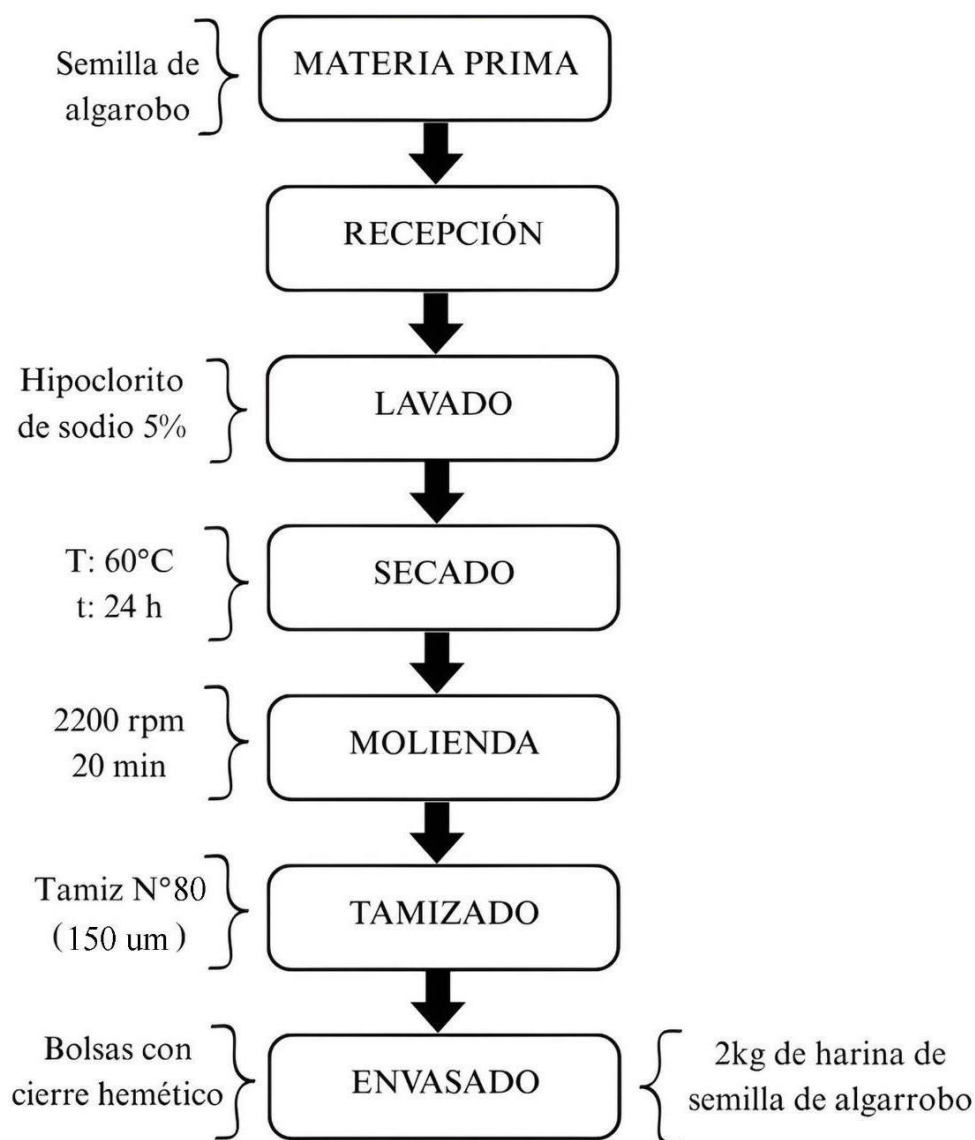 Semilla de
algarobo
MATERIA PRIMA
RECEPCIÓN
Hipoclorito
de sodio 5%
LAVADO
T: 60°C
t: 24 h
SECADO
2200 rpm
20 min
MOLIENDA
Tamiz N°80
(150 um)
TAMIZADO
Bolsas con
cierre hemético
ENVASADO
2kg de harina de
semilla de algarrobo